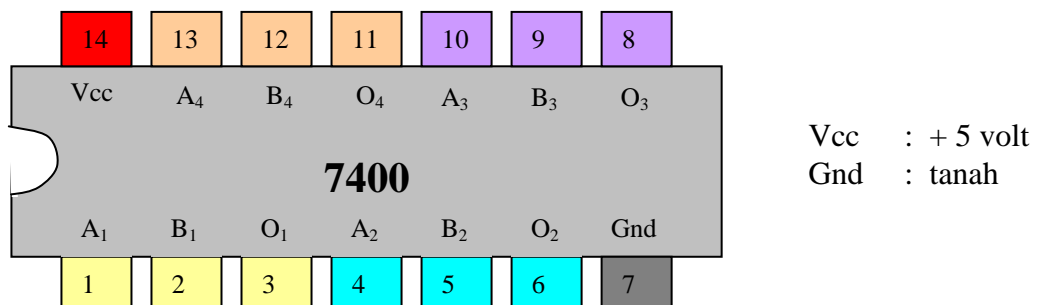 14 13 12 11 10 9 8
Vcc A₄ B₄ O₄ A₃ B₃ O₃
7400
A₁ B₁ O₁ A₂ B₂ O₂ Gnd
1 2 3 4 5 6 7
Vcc : + 5 volt
Gnd : tanah